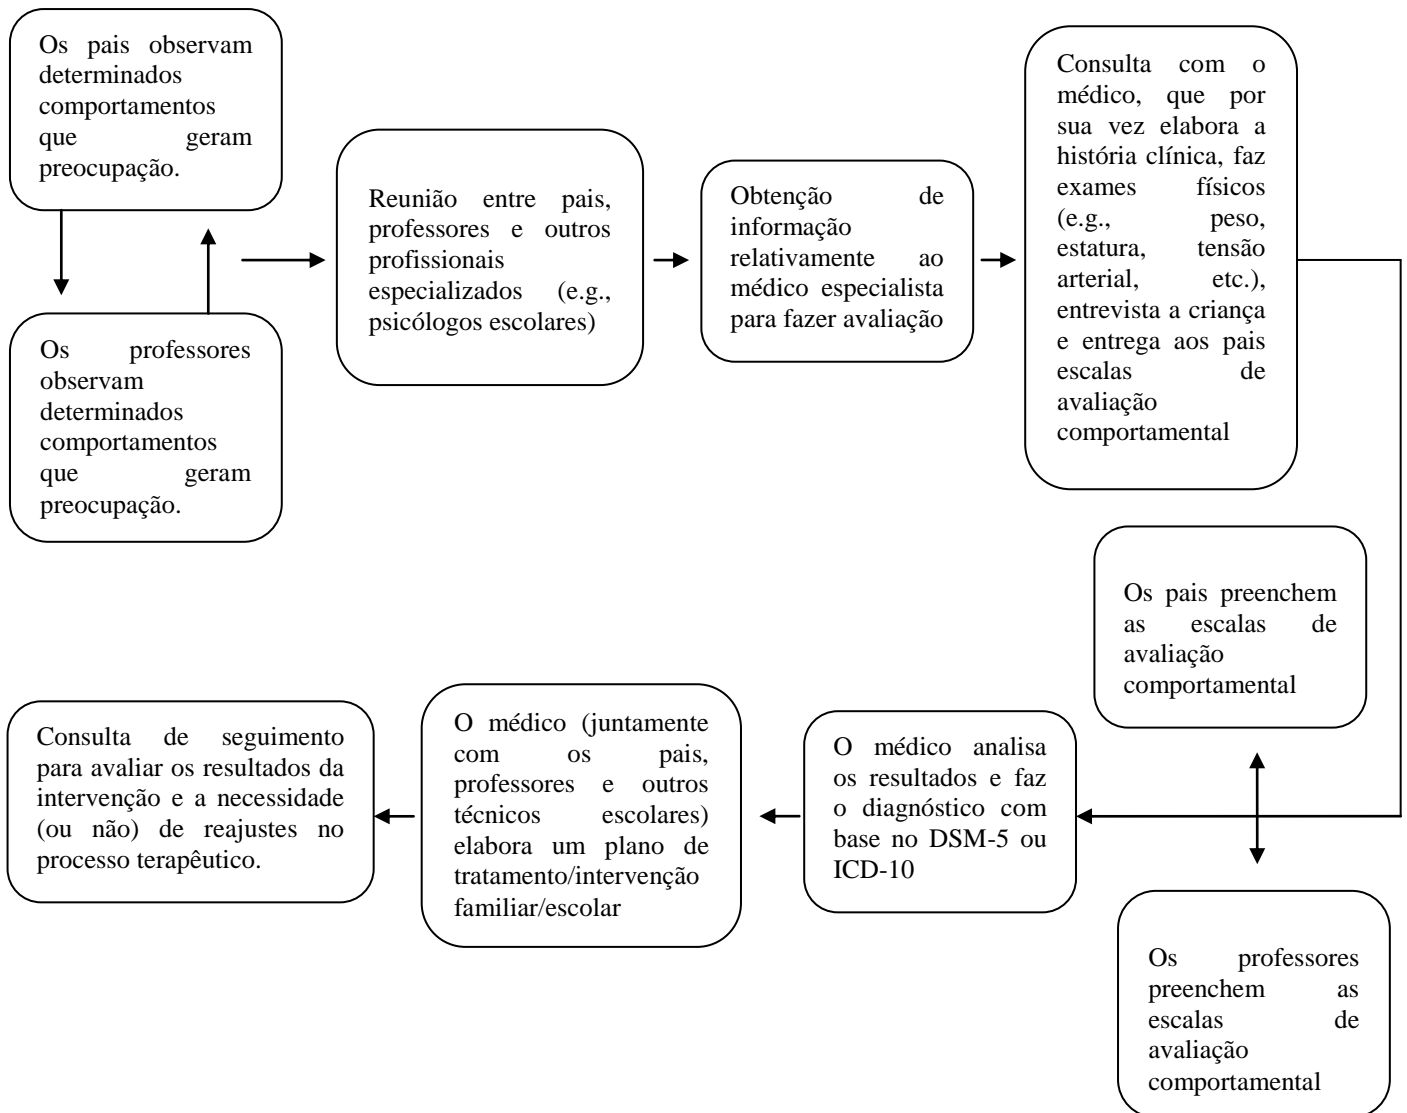 Os pais observam
determinados
comportamentos
que geram
preocupação.
Os professores
observam
determinados
comportamentos
que geram
preocupação.
Reunião entre pais,
professores e outros
profissionais
especializados (e.g.,
psicólogos escolares)
Obtenção de
informação
relativamente ao
médico especialista
para fazer avaliação
Consulta com o
médico, que por
sua vez elabora a
história clínica, faz
exames físicos
(e.g., peso,
estatura, tensão
arterial, etc.),
entrevista a criança
e entrega aos pais
escalas de
avaliação
comportamental
Os pais preenchem
as escalas de
avaliação
comportamental
Os professores
preenchem as
escalas de
avaliação
comportamental
O médico analisa
os resultados e faz
o diagnóstico com
base no DSM-5 ou
ICD-10
O médico (juntamente
com os pais,
professores e outros
técnicos escolares)
elabora um plano de
tratamento/intervenção
familiar/escolar
Consulta de seguimento
para avaliar os resultados da
intervenção e a necessidade
(ou não) de reajustes no
processo terapêutico.